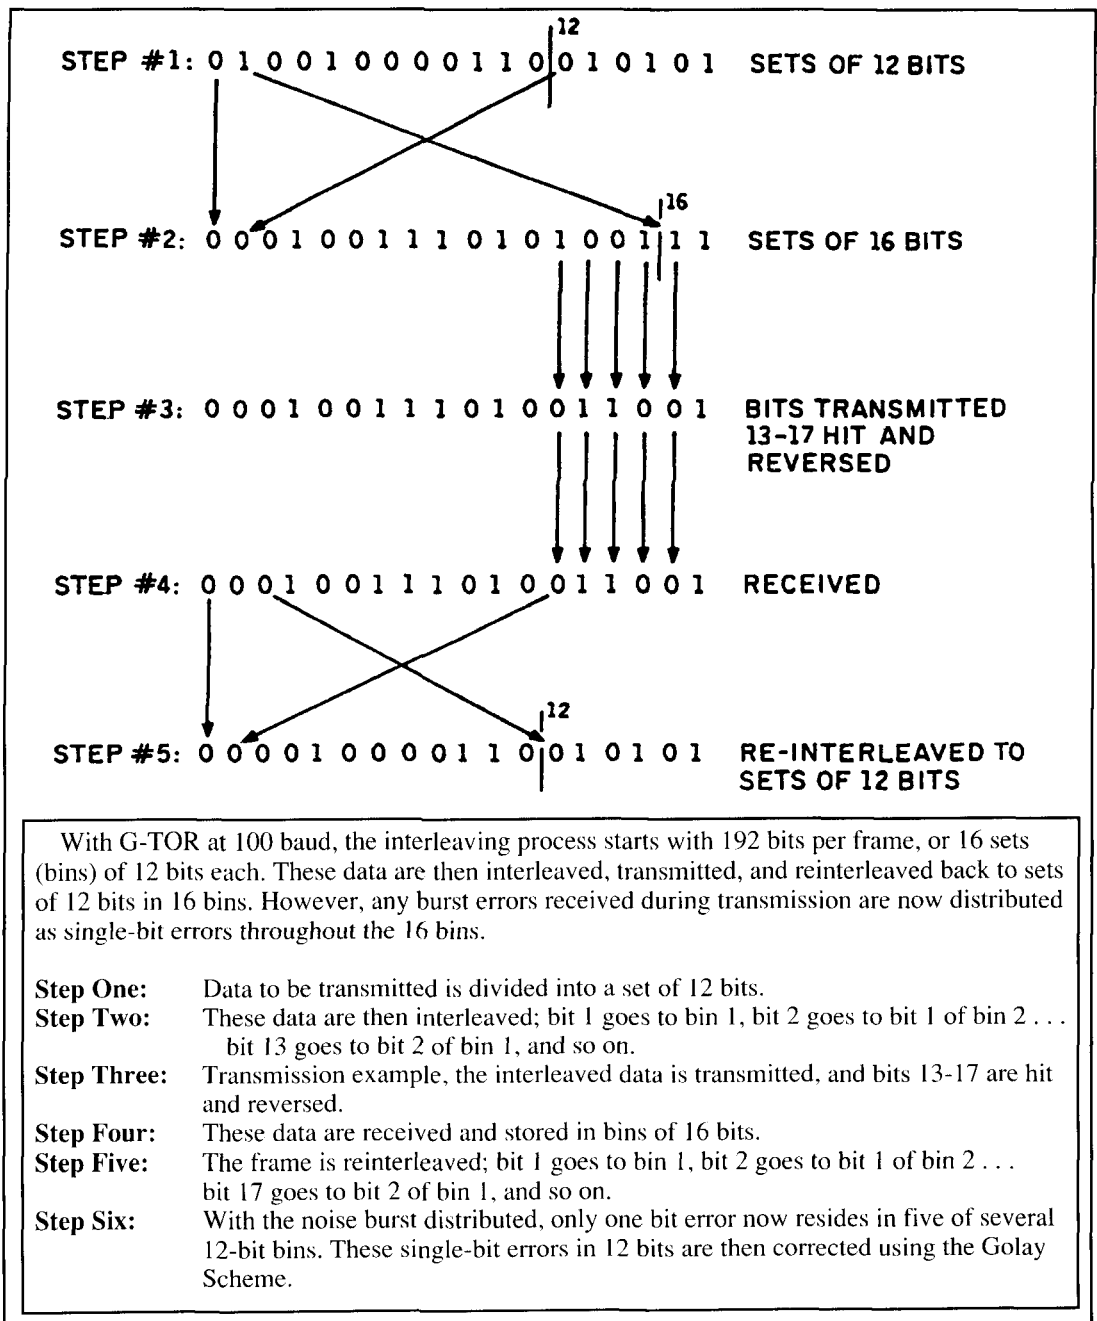 12
STEP #1: 0 1 0 0 1 0 0 0 0 1 1 0 0 1 0 1 0 1 SETS OF 12 BITS
16
STEP #2: 0 0 0 1 0 0 1 1 1 0 1 0 1 0 0 1 1 1 SETS OF 16 BITS
STEP #3: 0 0 0 1 0 0 1 1 1 0 1 0 0 1 1 0 0 1 BITS TRANSMITTED
13-17 HIT AND
REVERSED
STEP #4: 0 0 0 1 0 0 1 1 1 0 1 0 0 1 1 0 0 1 RECEIVED
12
STEP #5: 0 0 0 0 1 0 0 0 0 1 1 0 0 1 0 1 0 1 RE-INTERLEAVED TO
SETS OF 12 BITS
With G-TOR at 100 baud, the interleaving process starts with 192 bits per frame, or 16 sets
(bins) of 12 bits each. These data are then interleaved, transmitted, and reinterleaved back to sets
of 12 bits in 16 bins. However, any burst errors received during transmission are now distributed
as single-bit errors throughout the 16 bins.
Step One: Data to be transmitted is divided into a set of 12 bits.
Step Two: These data are then interleaved; bit 1 goes to bin 1, bit 2 goes to bit 1 of bin 2 . . .
bit 13 goes to bit 2 of bin 1, and so on.
Step Three: Transmission example, the interleaved data is transmitted, and bits 13-17 are hit
and reversed.
Step Four: These data are received and stored in bins of 16 bits.
Step Five: The frame is reinterleaved; bit 1 goes to bin 1, bit 2 goes to bit 1 of bin 2 . . .
bit 17 goes to bit 2 of bin 1, and so on.
Step Six: With the noise burst distributed, only one bit error now resides in five of several
12-bit bins. These single-bit errors in 12 bits are then corrected using the Golay
Scheme.